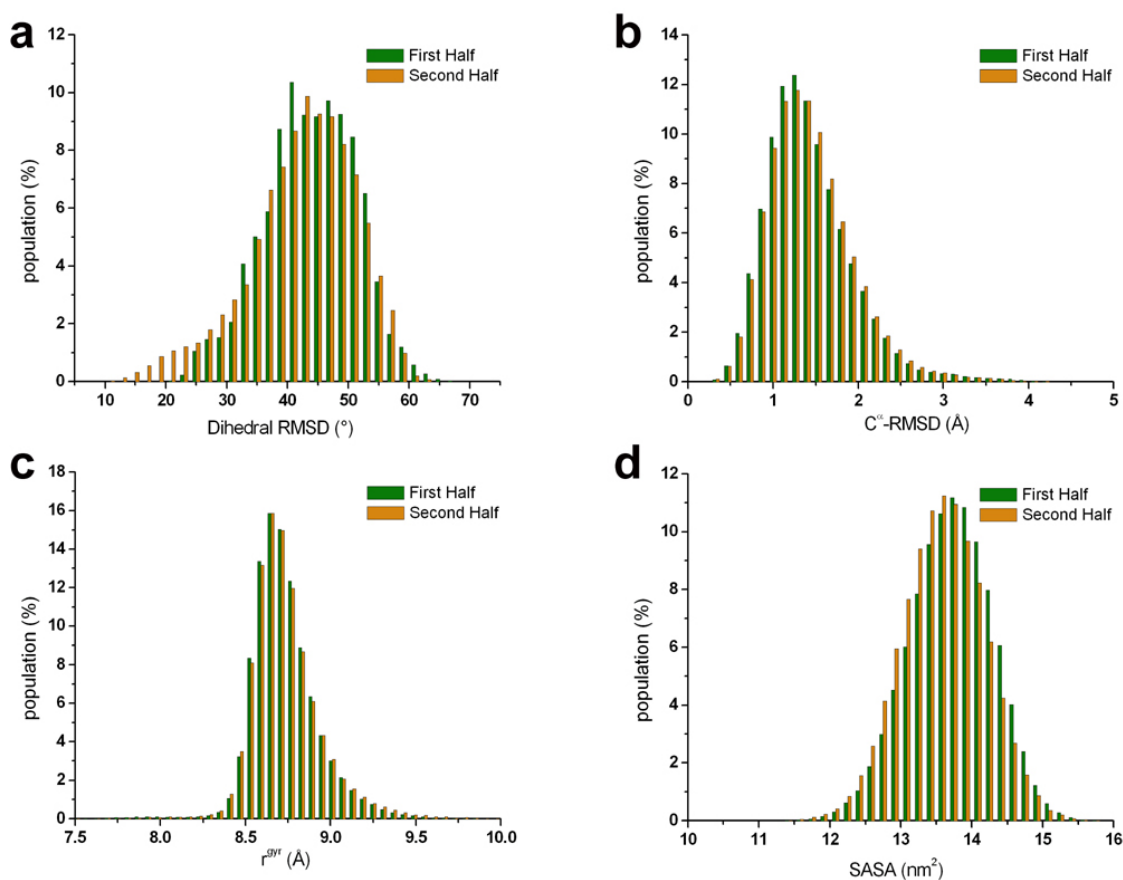 a
12
10
8
6
4
2
0
population (%)
First Half
Second Half
10 20 30 40 50 60 70
Dihedral RMSD (°)
b
14
12
10
8
6
4
2
0
population (%)
First Half
Second Half
0 1 2 3 4 5
Cα-RMSD (Å)
c
18
16
14
12
10
8
6
4
2
0
population (%)
First Half
Second Half
7.5 8.0 8.5 9.0 9.5 10.0
rgyr (Å)
d
12
10
8
6
4
2
0
population (%)
First Half
Second Half
10 11 12 13 14 15 16
SASA (nm²)